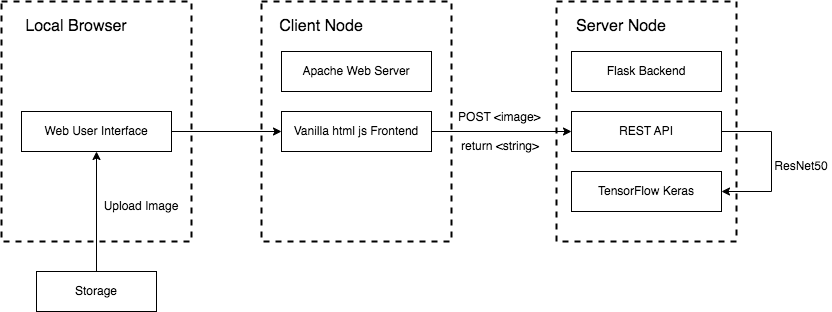 Local Browser
Client Node
Server Node
Apache Web Server
Flask Backend
Web User Interface
Vanilla html js Frontend
POST <image>
return <string>
REST API
ResNet50
TensorFlow Keras
Upload Image
Storage